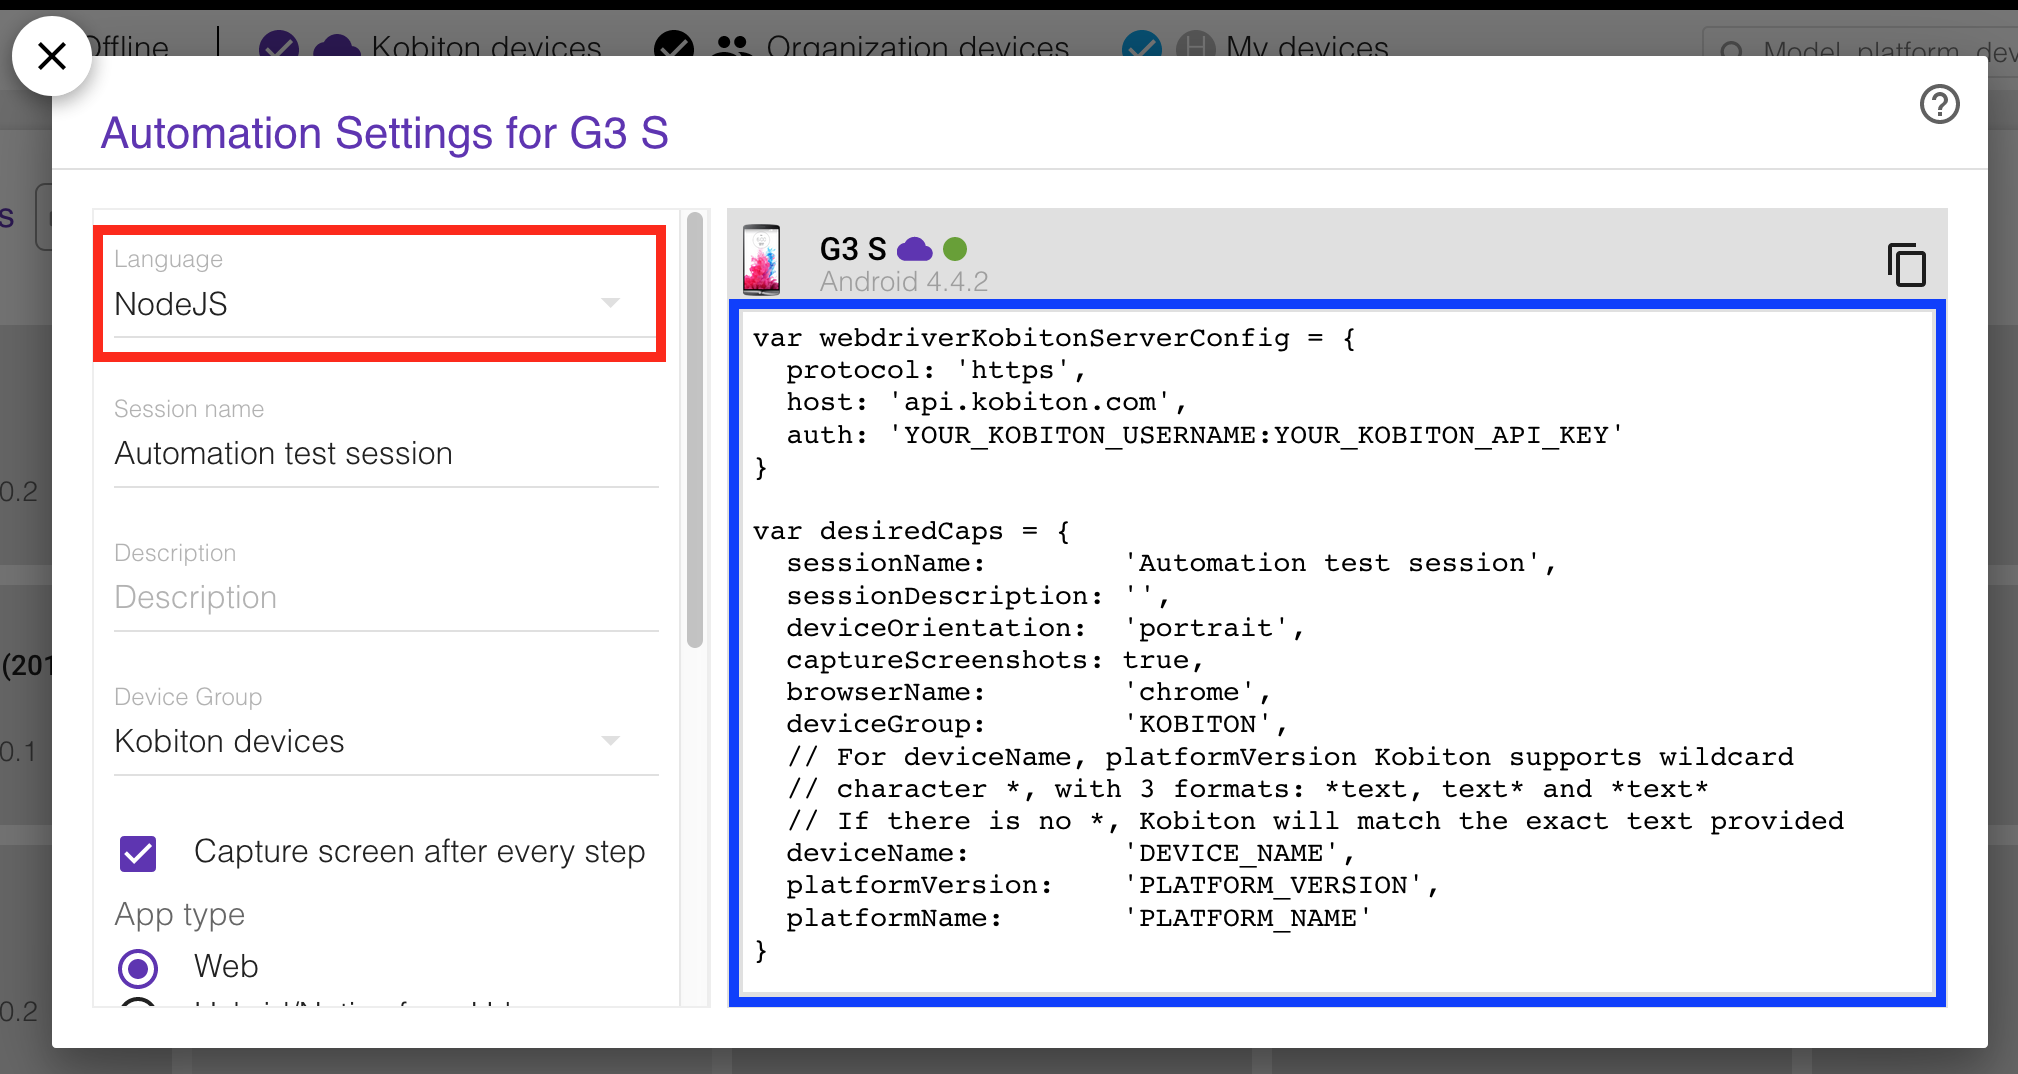 Offline
Kobiton devices
Organization devices
My devices
Model, platform, dev
Automation Settings for G3 S
s
Language
NodeJS
Session name
Automation test session
Description
Description
Device Group
Kobiton devices
Capture screen after every step
App type
Web
0.2
(201
0.1
0.2
G3 S
Android 4.4.2
var webdriverKobitonServerConfig = {
  protocol: 'https',
  host: 'api.kobiton.com',
  auth: 'YOUR_KOBITON_USERNAME:YOUR_KOBITON_API_KEY'
}
var desiredCaps = {
  sessionName:        'Automation test session',
  sessionDescription: '',
  deviceOrientation:  'portrait',
  captureScreenshots: true,
  browserName:        'chrome',
  deviceGroup:        'KOBITON',
  // For deviceName, platformVersion Kobiton supports wildcard
  // character *, with 3 formats: *text, text* and *text*
  // If there is no *, Kobiton will match the exact text provided
  deviceName:         'DEVICE_NAME',
  platformVersion:    'PLATFORM_VERSION',
  platformName:       'PLATFORM_NAME'
}